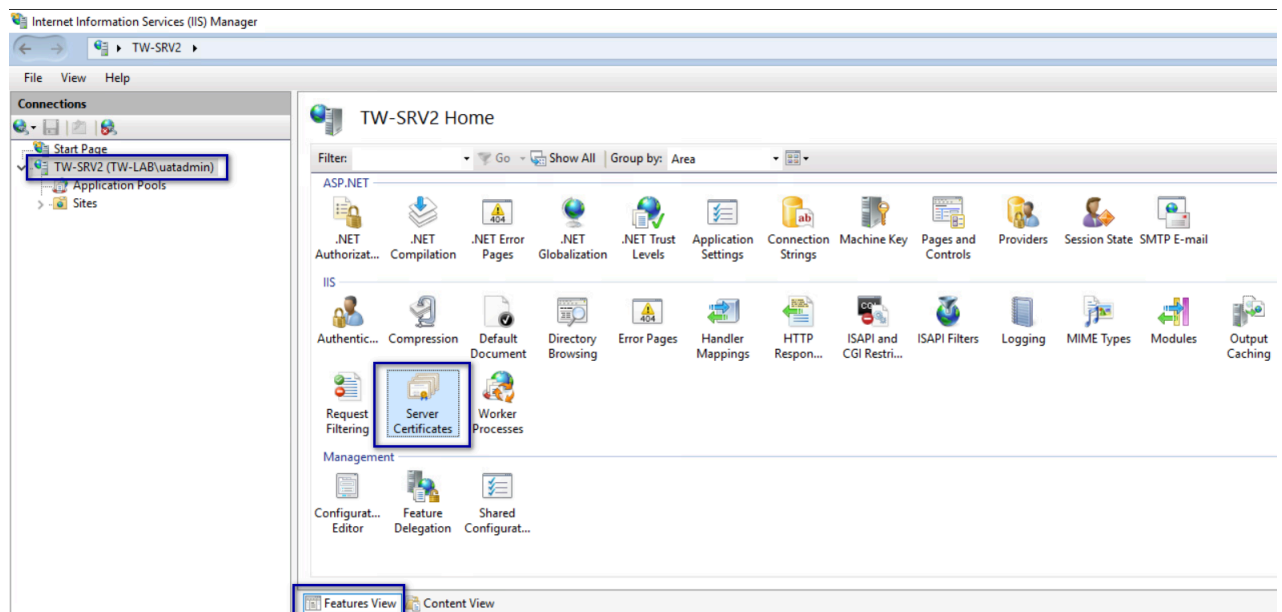 Internet Information Services (IIS) Manager
TW-SRV2
File View Help
Connections
Start Page
TW-SRV2 (TW-LAB\uatadmin)
Application Pools
Sites
TW-SRV2 Home
Filter: Go Show All Group by: Area
ASP.NET
.NET Authorizat...
.NET Compilation
.NET Error Pages
.NET Globalization
.NET Trust Levels
Application Settings
Connection Strings
Machine Key
Pages and Controls
Providers
Session State
SMTP E-mail
IIS
Authentic...
Compression
Default Document
Directory Browsing
Error Pages
Handler Mappings
HTTP Respon...
ISAPI and CGI Restri...
ISAPI Filters
Logging
MIME Types
Modules
Output Caching
Request Filtering
Server Certificates
Worker Processes
Management
Configurat... Editor
Feature Delegation
Shared Configurat...
Features View Content View